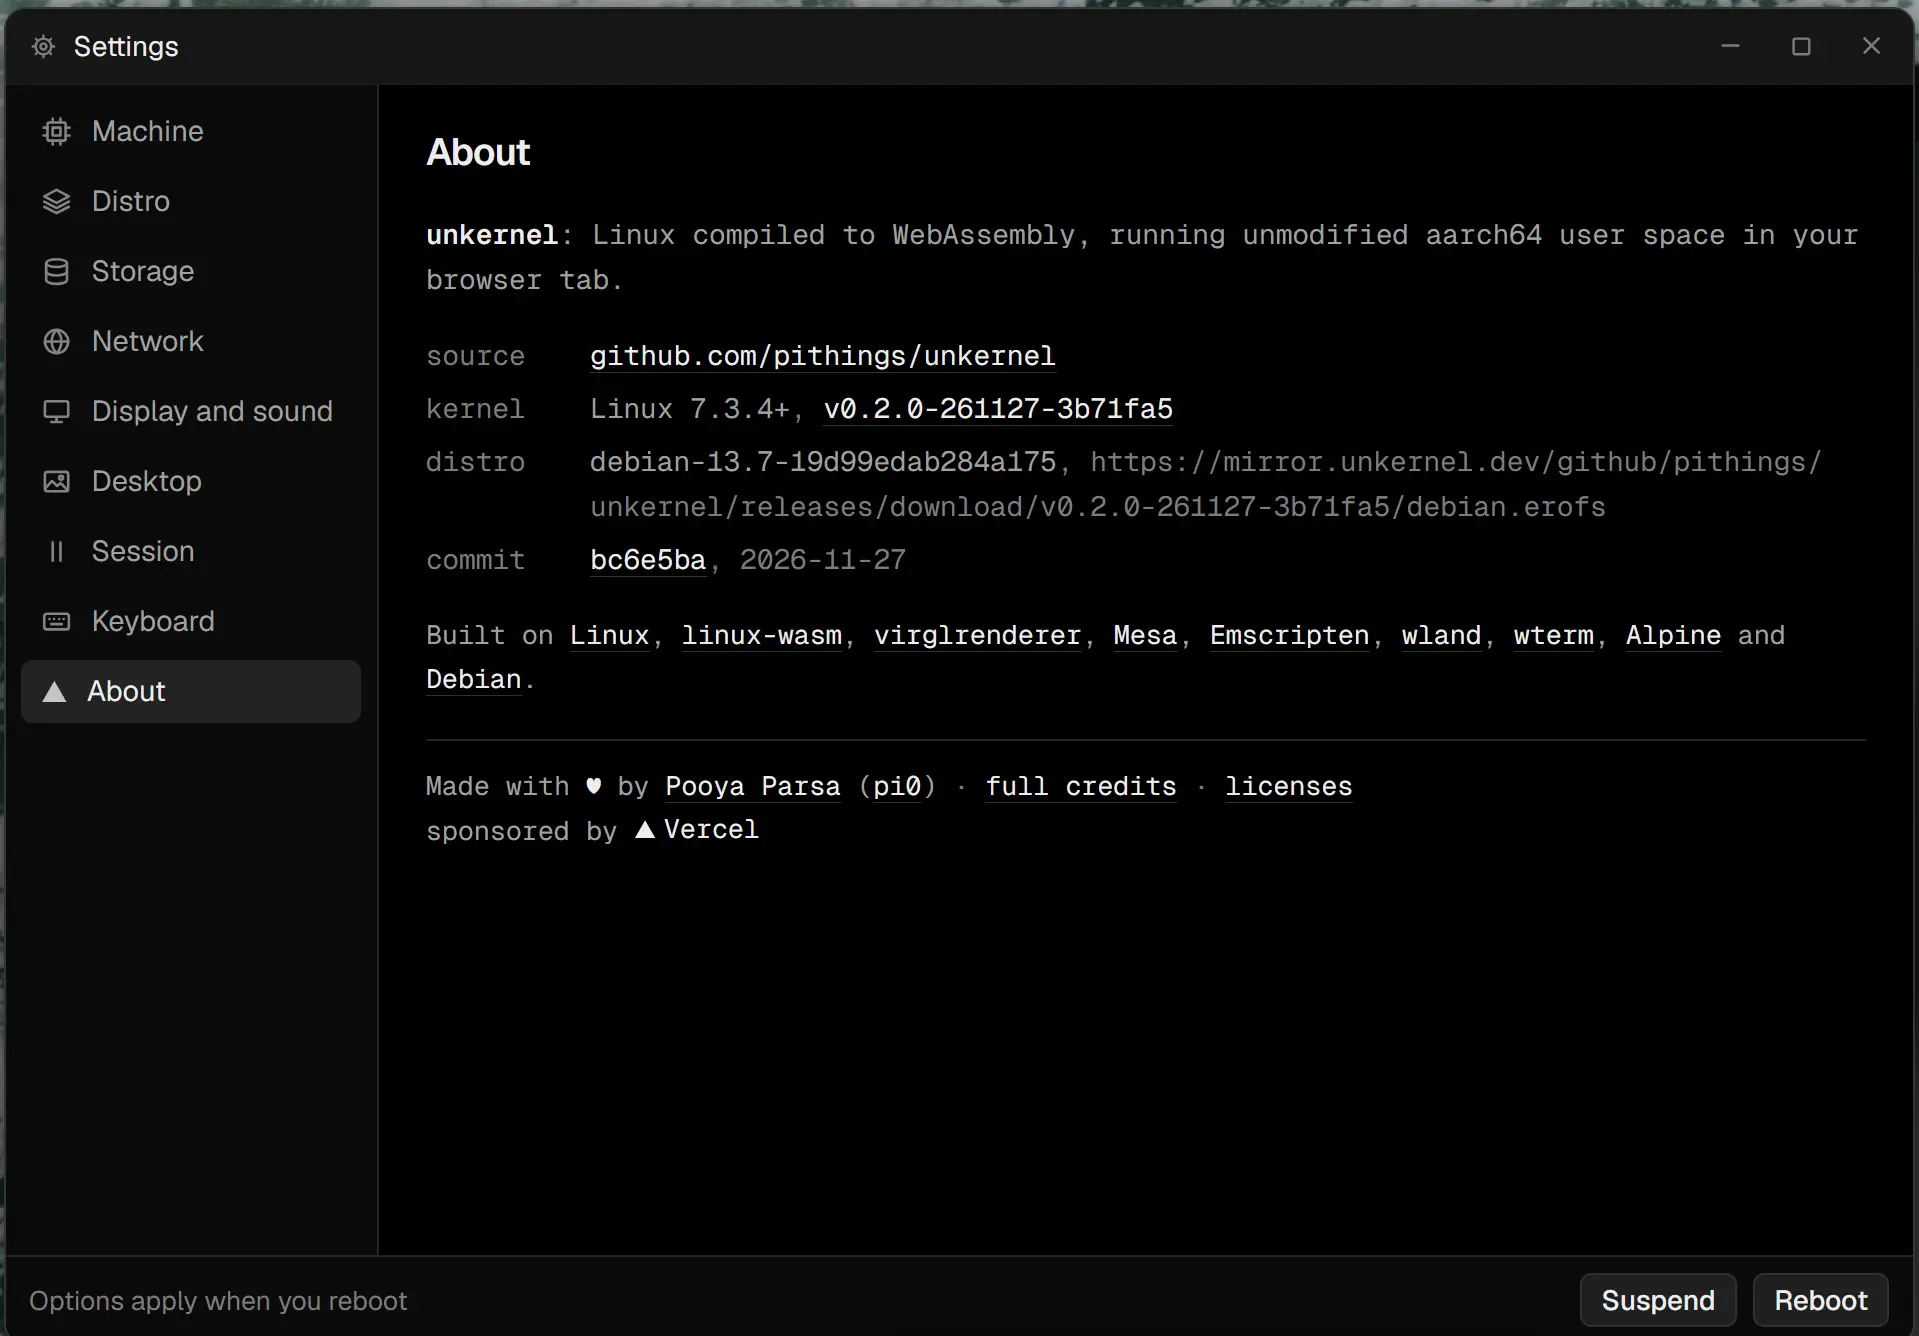 Settings
Machine
Distro
Storage
Network
Display and sound
Desktop
Session
Keyboard
About
About
unkernel: Linux compiled to WebAssembly, running unmodified aarch64 user space in your
browser tab.
source github.com/pithings/unkernel
kernel Linux 7.3.4+, v0.2.0-261127-3b71fa5
distro debian-13.7-19d99edab284a175, https://mirror.unkernel.dev/github/pithings/
unkernel/releases/download/v0.2.0-261127-3b71fa5/debian.erofs
commit bc6e5ba, 2026-11-27
Built on Linux, linux-wasm, virglrenderer, Mesa, Emscripten, wland, wterm, Alpine and
Debian.
Made with ♥ by Pooya Parsa (pi0) · full credits · licenses
sponsored by ▲ Vercel
Options apply when you reboot
Suspend
Reboot